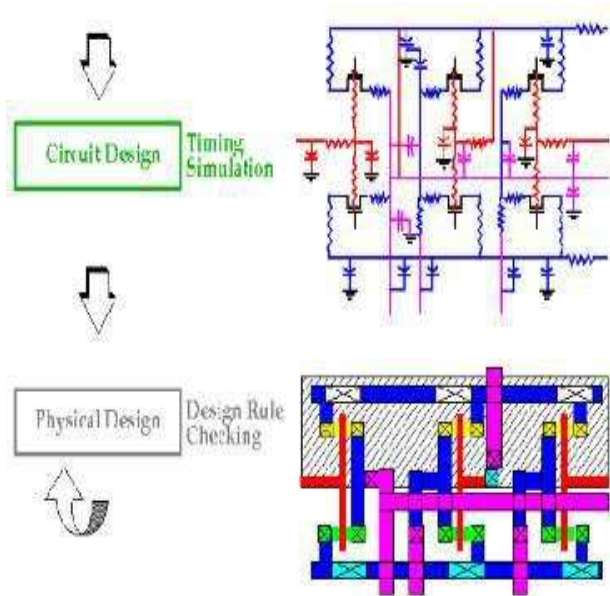 Circuit Design
Timing
Simulation
Physical Design
Design Rule
Checking